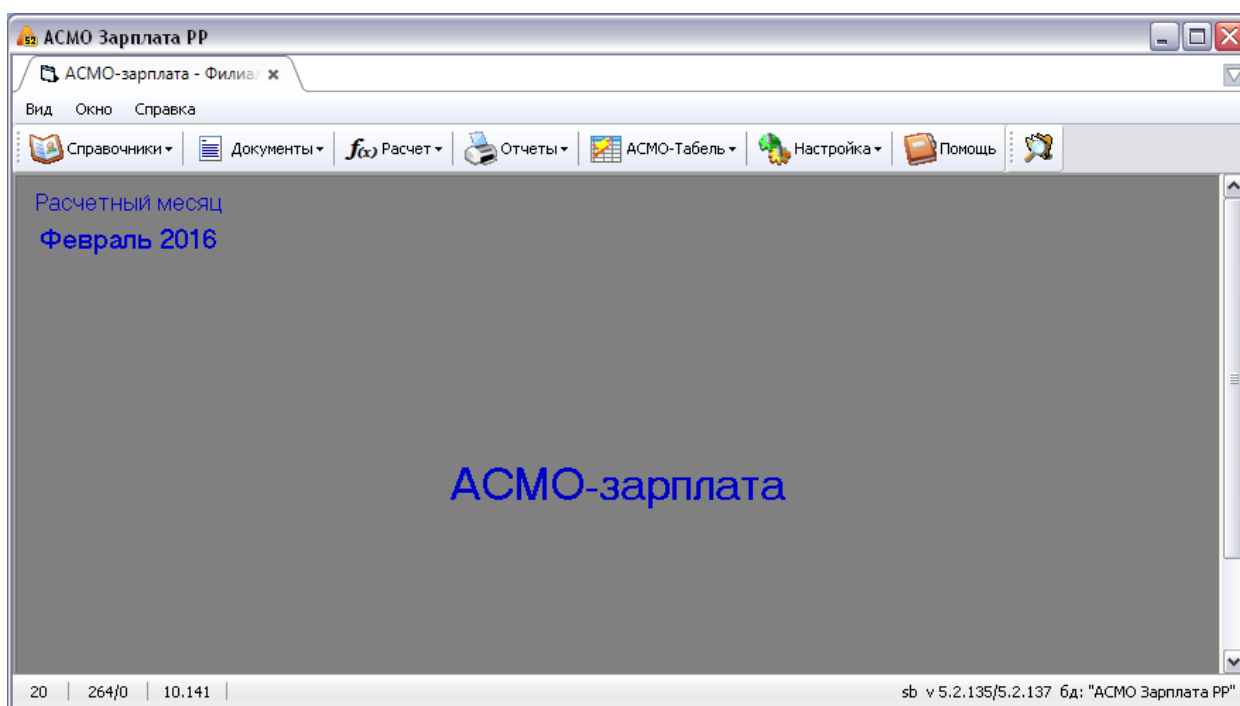 АСМО Зарплата РР
АСМО-зарплата - Филиал
Вид Окно Справка
Справочники Документы f(x) Расчет Отчеты АСМО-Табель Настройка Помощь
Расчетный месяц
Февраль 2016
АСМО-зарплата
20 264/0 10.141 sb v 5.2.135/5.2.137 бд: "АСМО Зарплата РР"